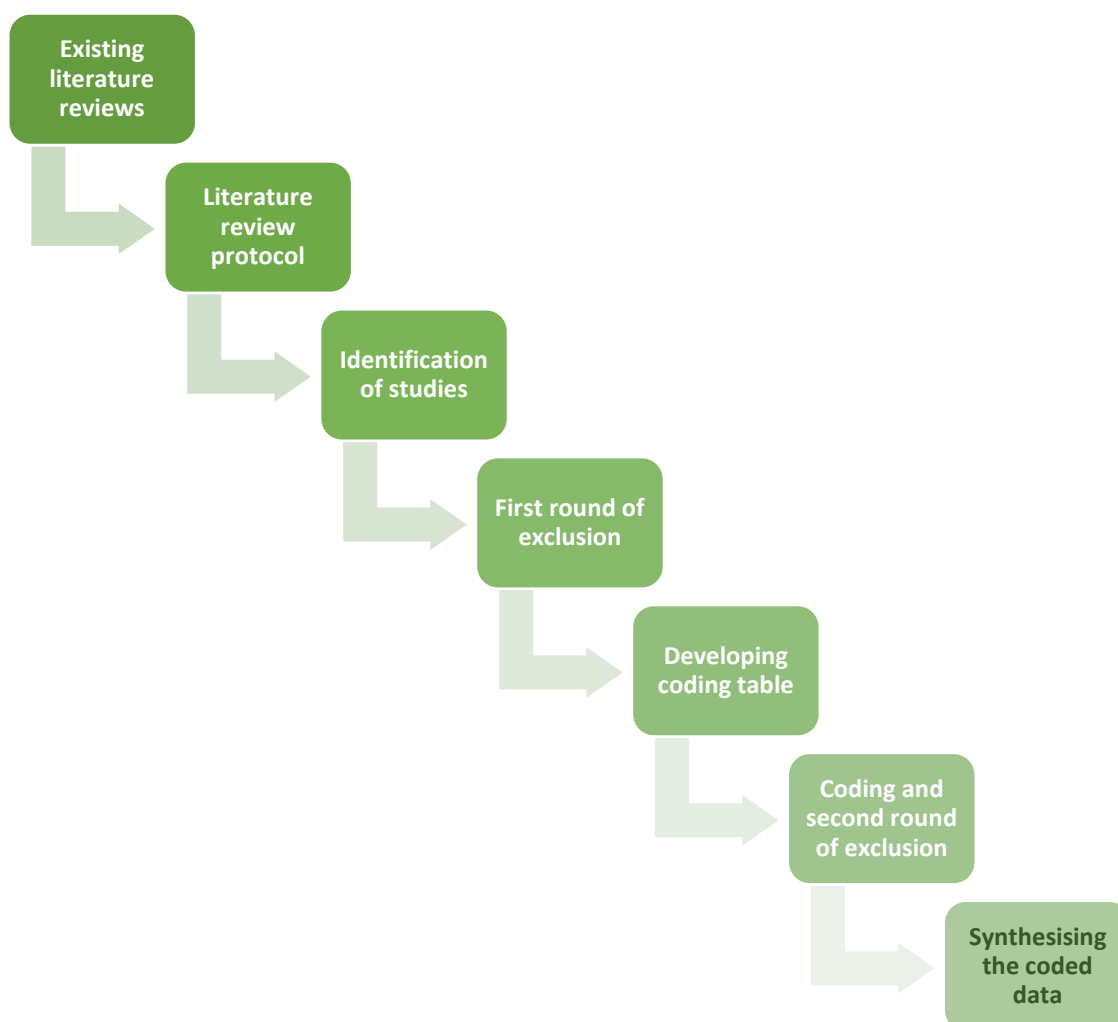 Existing
literature
reviews
Literature
review
protocol
Identification
of studies
First round of
exclusion
Developing
coding table
Coding and
second round
of exclusion
Synthesising
the coded
data